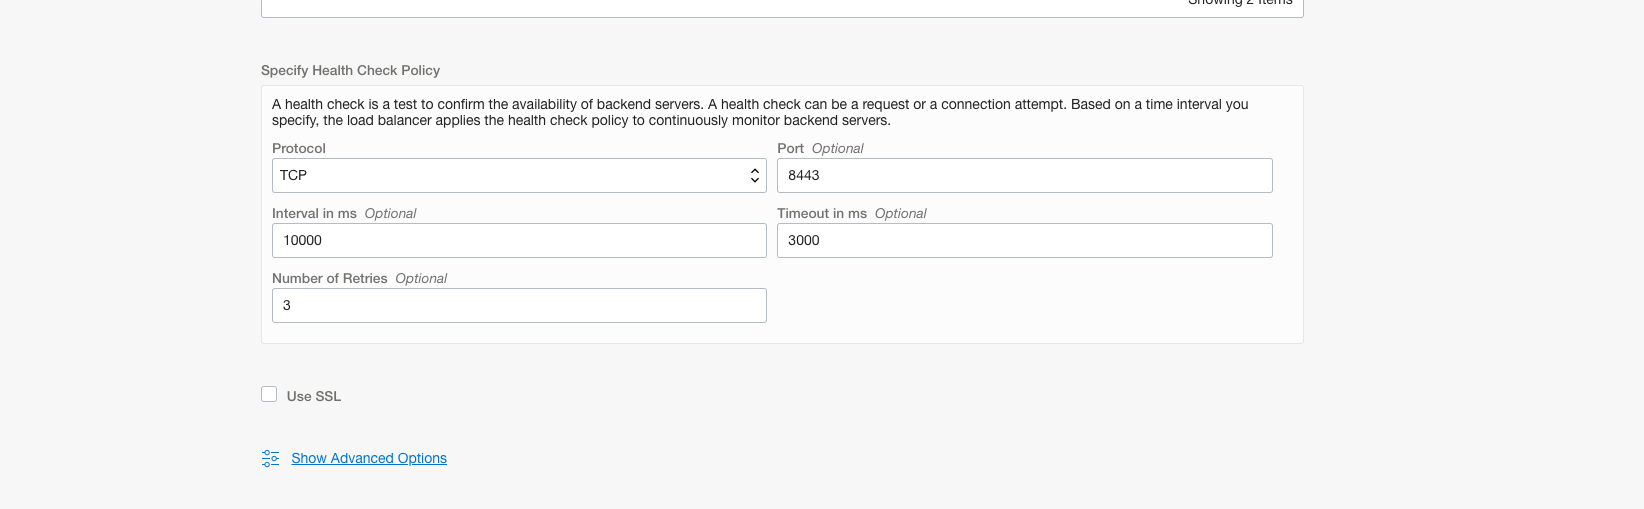 Showing 2 Items
Specify Health Check Policy
A health check is a test to confirm the availability of backend servers. A health check can be a request or a connection attempt. Based on a time interval you
specify, the load balancer applies the health check policy to continuously monitor backend servers.
Protocol
TCP
Port Optional
8443
Interval in ms Optional
10000
Timeout in ms Optional
3000
Number of Retries Optional
3
Use SSL
Show Advanced Options